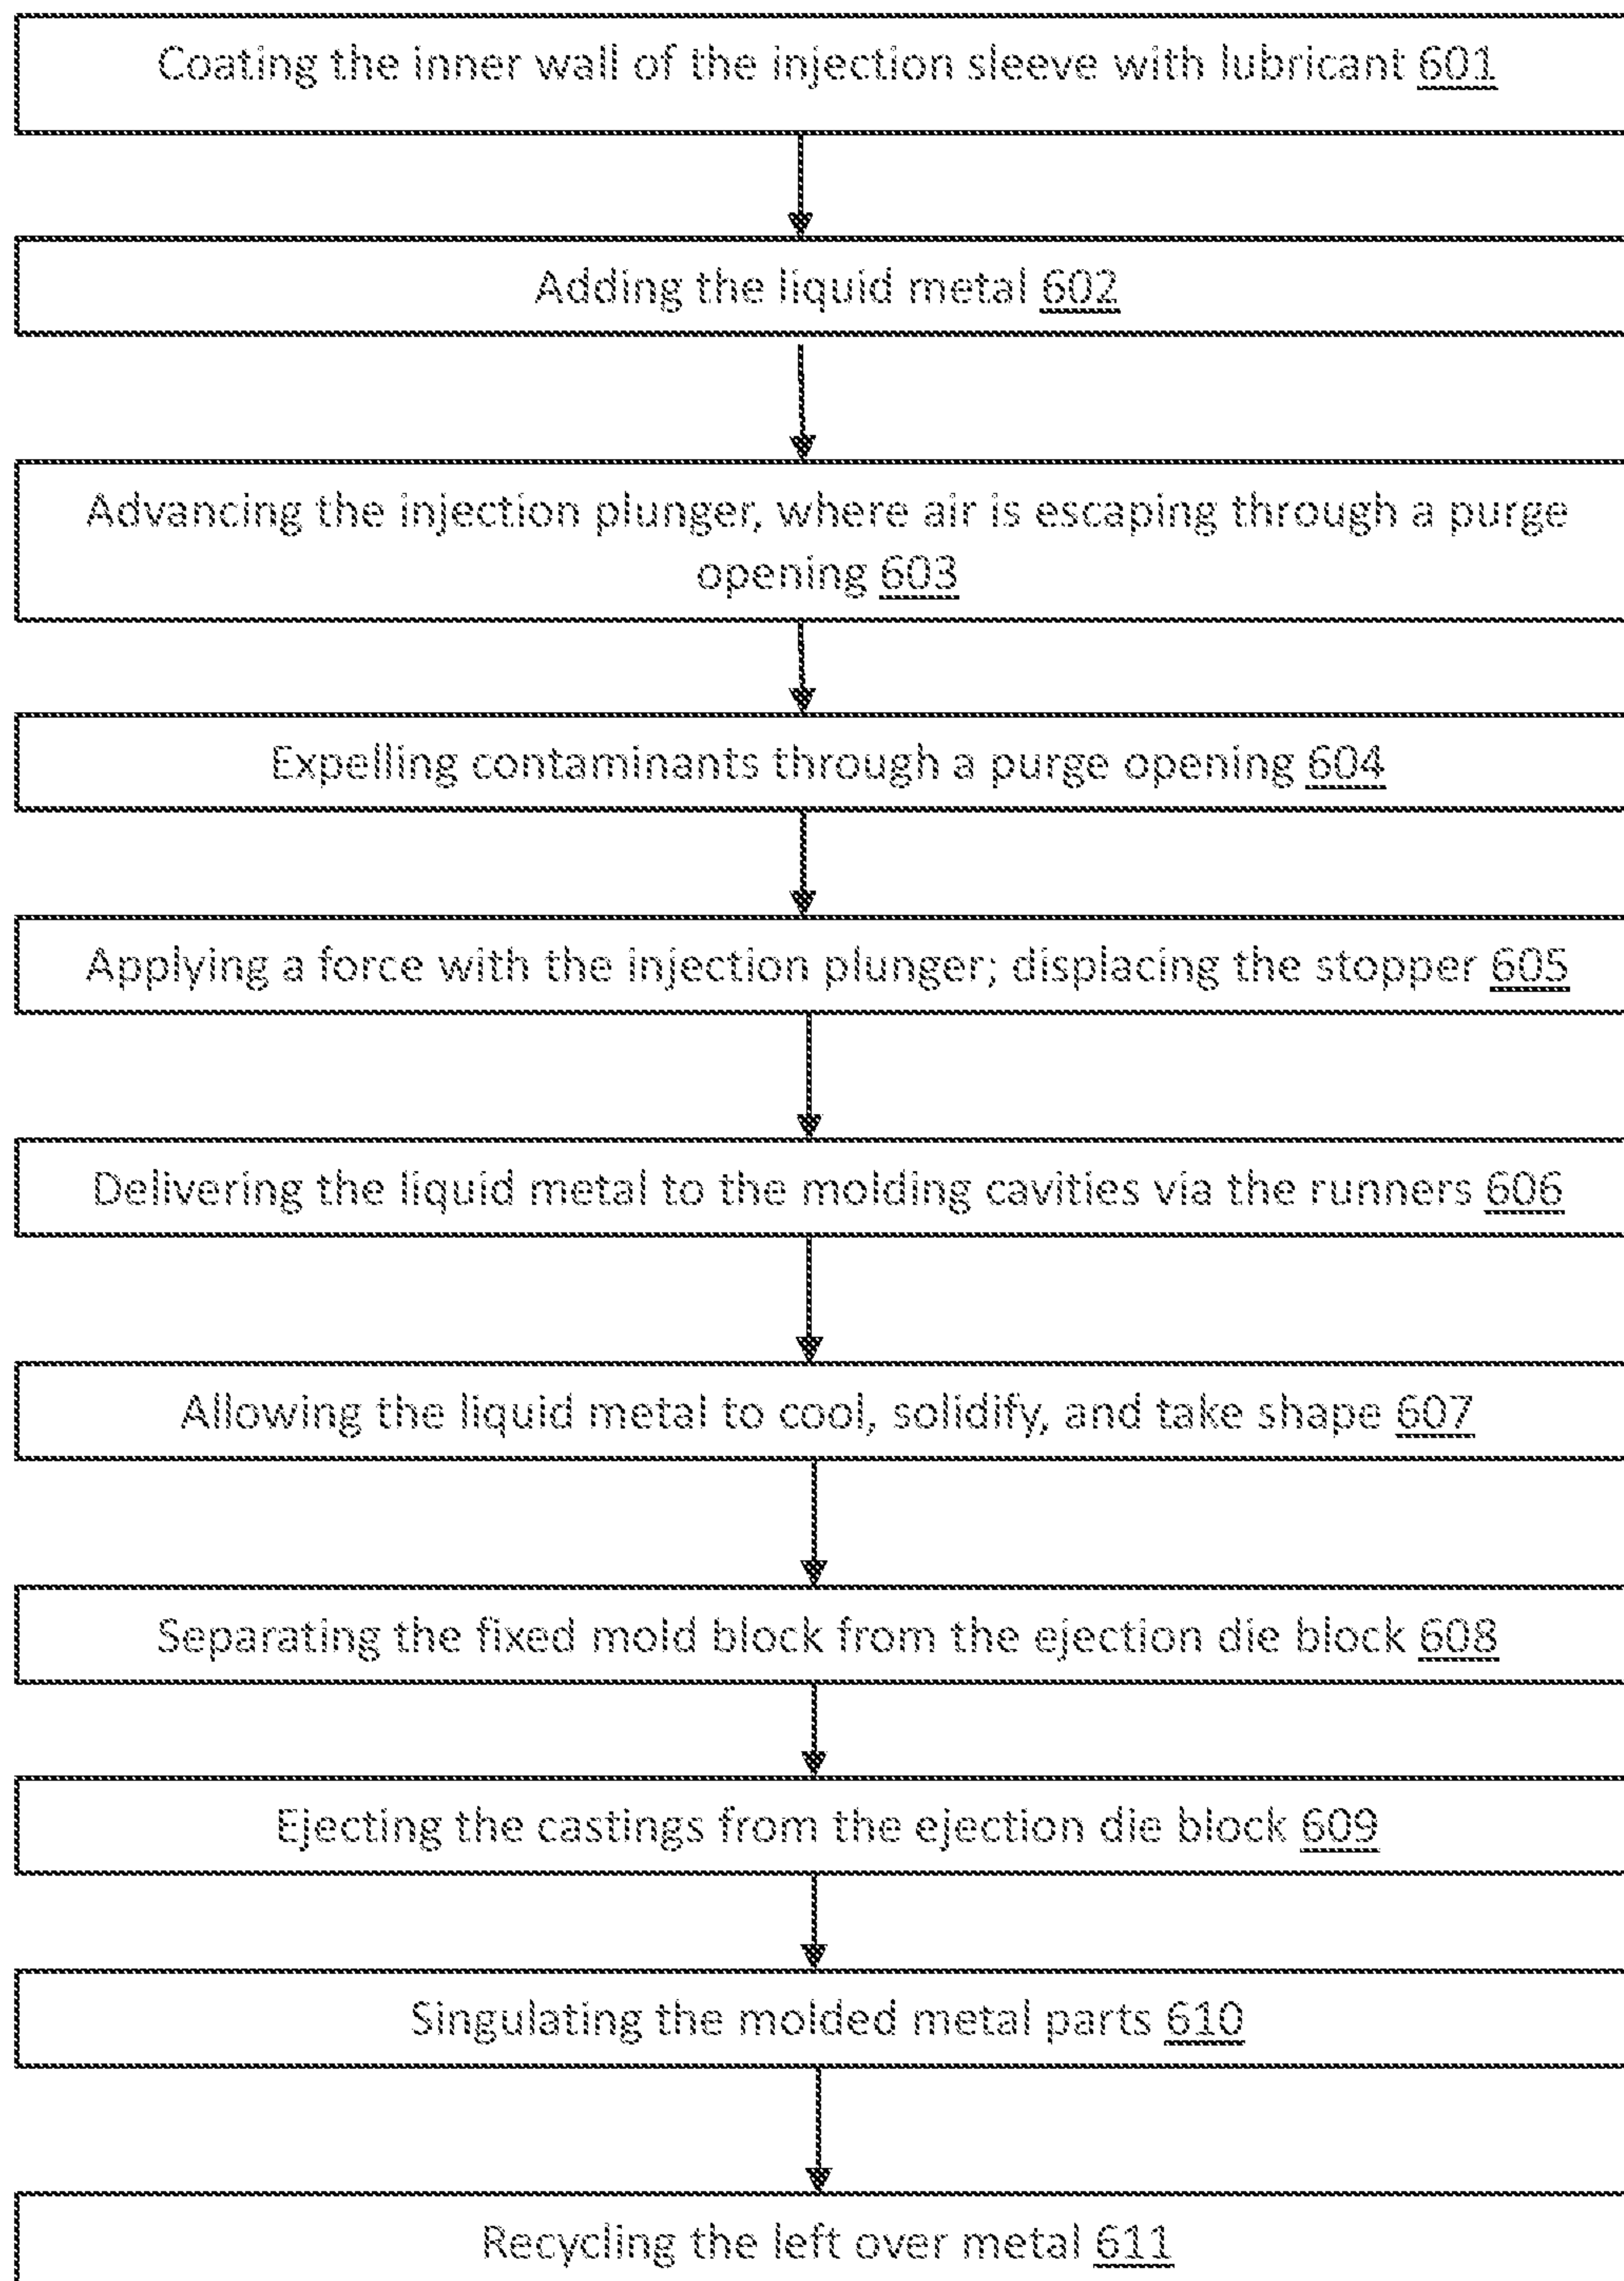 Coating the inner wall of the injection sleeve with lubricant 601
Adding the liquid metal 602
Advancing the injection plunger, where air is escaping through a purge
opening 603
Expelling contaminants through a purge opening 604
Applying a force with the injection plunger; displacing the stopper 605
Delivering the liquid metal to the molding cavities via the runners 606
Allowing the liquid metal to cool, solidify, and take shape 607
Separating the fixed mold block from the ejection die block 608
Ejecting the castings from the ejection die block 609
Singulating the molded metal parts 610
Recycling the left over metal 611